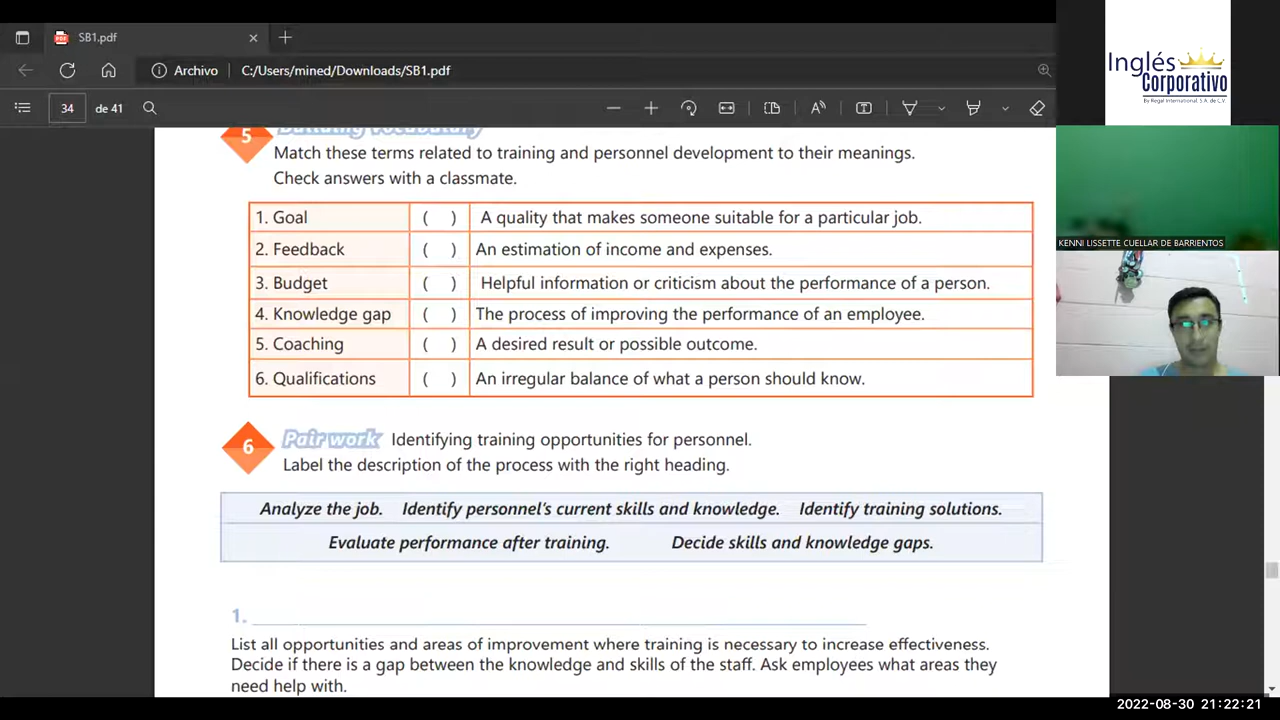 SB1.pdf
Archivo C:/Users/mined/Downloads/SB1.pdf
34 de 41
Inglés
Corporativo
By Regal International, S.A. de C.V.
KENNI LISSETTE CUELLAR DE BARRIENTOS
5 Building Vocabulary
Match these terms related to training and personnel development to their meanings.
Check answers with a classmate.
1. Goal ( ) A quality that makes someone suitable for a particular job.
2. Feedback ( ) An estimation of income and expenses.
3. Budget ( ) Helpful information or criticism about the performance of a person.
4. Knowledge gap ( ) The process of improving the performance of an employee.
5. Coaching ( ) A desired result or possible outcome.
6. Qualifications ( ) An irregular balance of what a person should know.
6 Pair work Identifying training opportunities for personnel.
Label the description of the process with the right heading.
Analyze the job. Identify personnel's current skills and knowledge. Identify training solutions.
Evaluate performance after training. Decide skills and knowledge gaps.
1.
List all opportunities and areas of improvement where training is necessary to increase effectiveness.
Decide if there is a gap between the knowledge and skills of the staff. Ask employees what areas they
need help with.
2022-08-30 21:22:21